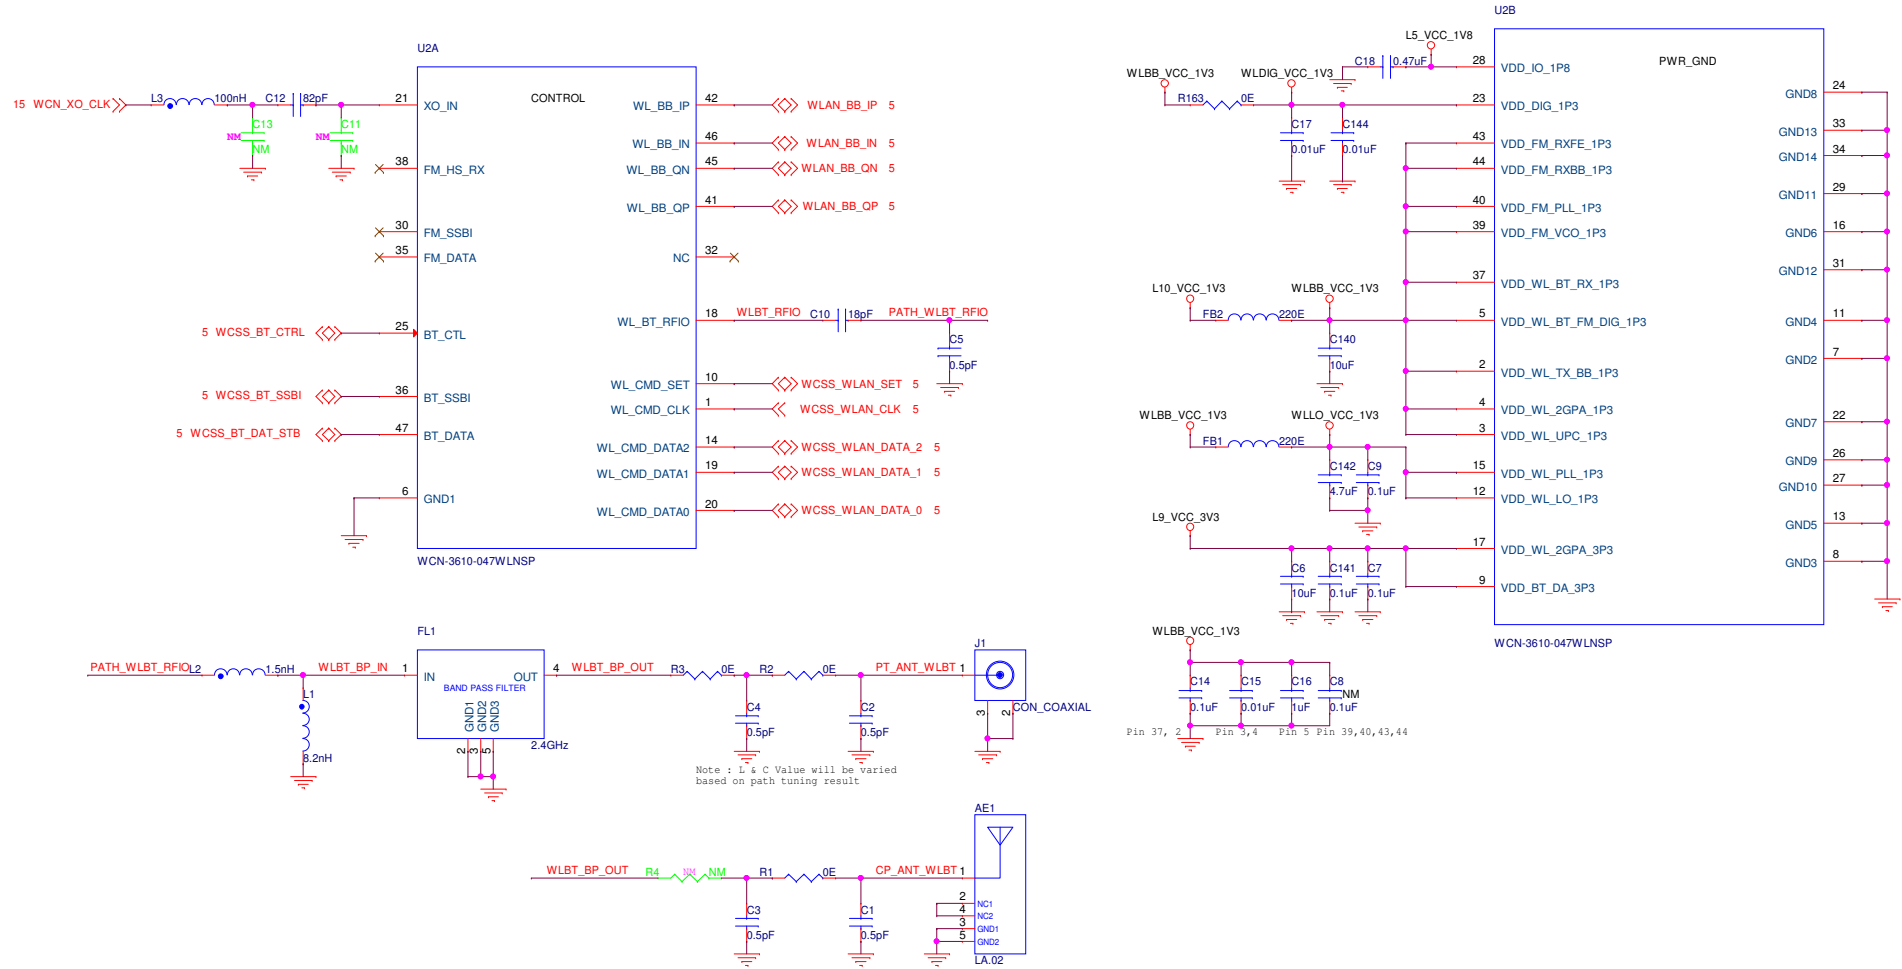 U2A
CONTROL
15 WCN_XO_CLK
L3
100nH
C12
82pF
21
XO_IN
C13
NM
NM
C11
NM
NM
38
FM_HS_RX
30
FM_SSBI
35
FM_DATA
5 WCSS_BT_CTRL
25
BT_CTL
5 WCSS_BT_SSBI
36
BT_SSBI
5 WCSS_BT_DAT_STB
47
BT_DATA
6
GND1
WL_BB_IP
42
WLAN_BB_IP 5
WL_BB_IN
46
WLAN_BB_IN 5
WL_BB_QN
45
WLAN_BB_QN 5
WL_BB_QP
41
WLAN_BB_QP 5
NC
32
WL_BT_RFIO
18
WLBT_RFIO
C10
18pF
PATH_WLBT_RFIO
C5
0.5pF
WL_CMD_SET
10
WCSS_WLAN_SET 5
WL_CMD_CLK
1
WCSS_WLAN_CLK 5
WL_CMD_DATA2
14
WCSS_WLAN_DATA_2 5
WL_CMD_DATA1
19
WCSS_WLAN_DATA_1 5
WL_CMD_DATA0
20
WCSS_WLAN_DATA_0 5
WCN-3610-047WLNSP
U2B
PWR_GND
L5_VCC_1V8
C18
0.47uF
28
VDD_IO_1P8
WLBB_VCC_1V3
WLDIG_VCC_1V3
R163
0E
23
VDD_DIG_1P3
C17
0.01uF
C144
0.01uF
43
VDD_FM_RXFE_1P3
44
VDD_FM_RXBB_1P3
40
VDD_FM_PLL_1P3
39
VDD_FM_VCO_1P3
37
VDD_WL_BT_RX_1P3
L10_VCC_1V3
WLBB_VCC_1V3
FB2
220E
5
VDD_WL_BT_FM_DIG_1P3
C140
10uF
2
VDD_WL_TX_BB_1P3
4
VDD_WL_2GPA_1P3
3
VDD_WL_UPC_1P3
WLBB_VCC_1V3
WLLO_VCC_1V3
FB1
220E
C142
4.7uF
C9
0.1uF
15
VDD_WL_PLL_1P3
12
VDD_WL_LO_1P3
L9_VCC_3V3
17
VDD_WL_2GPA_3P3
C6
10uF
C141
0.1uF
C7
0.1uF
9
VDD_BT_DA_3P3
GND8
24
GND13
33
GND14
34
GND11
29
GND6
16
GND12
31
GND4
11
GND2
7
GND7
22
GND9
26
GND10
27
GND5
13
GND3
8
WCN-3610-047WLNSP
WLBB_VCC_1V3
C14
0.1uF
C15
0.01uF
C16
1uF
C8
NM
0.1uF
Pin 37, 2
Pin 3,4
Pin 5
Pin 39,40,43,44
PATH_WLBT_RFIO
L2
1.5nH
WLBT_BP_IN
L1
8.2nH
FL1
1
IN
OUT
4
BAND PASS FILTER
GND1
GND2
GND3
2
3
5
2.4GHz
WLBT_BP_OUT
R3
0E
R2
0E
PT_ANT_WLBT
1
C4
0.5pF
C2
0.5pF
J1
3
2
CON_COAXIAL
Note : L & C Value will be varied
based on path tuning result
WLBT_BP_OUT
R4
NM
NM
R1
0E
CP_ANT_WLBT
1
C3
0.5pF
C1
0.5pF
AE1
2
NC1
4
NC2
3
GND1
5
GND2
LA.02